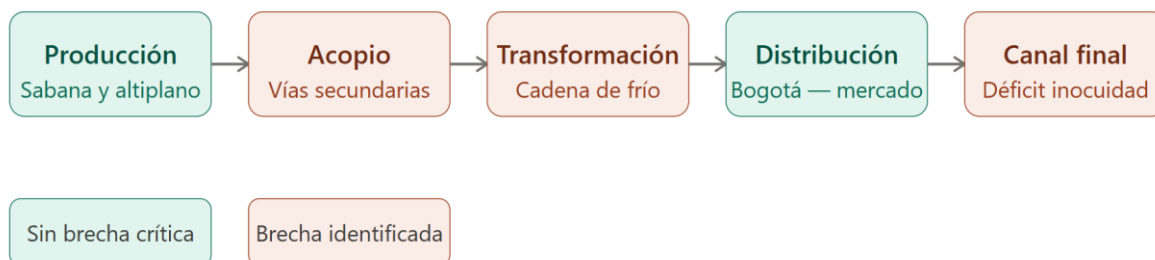 Producción
Sabana y altiplano
Acopio
Vías secundarias
Transformación
Cadena de frío
Distribución
Bogotá — mercado
Canal final
Déficit inocuidad
Sin brecha crítica
Brecha identificada